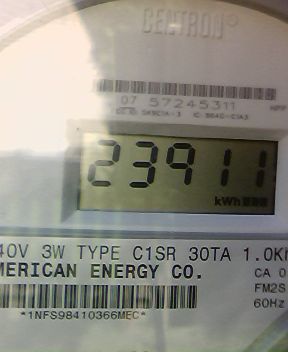 CENTRON®
07 57245311
23911
kWh
40V 3W TYPE C1SR 30TA 1.0Kh
MERICAN ENERGY CO.
CA 0
FM2S
60Hz
*1NFS98410366MEC*